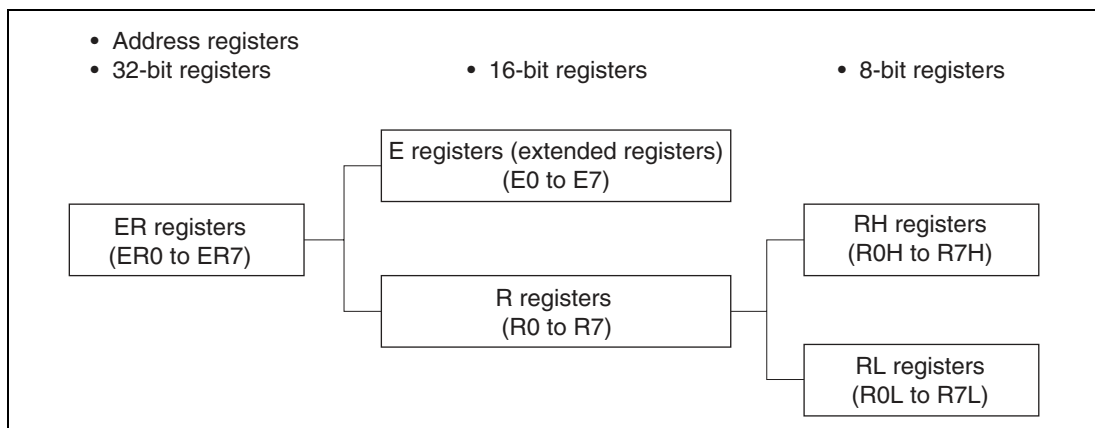 • Address registers
• 32-bit registers
• 16-bit registers
• 8-bit registers
E registers (extended registers)
(E0 to E7)
ER registers
(ER0 to ER7)
RH registers
(R0H to R7H)
R registers
(R0 to R7)
RL registers
(R0L to R7L)